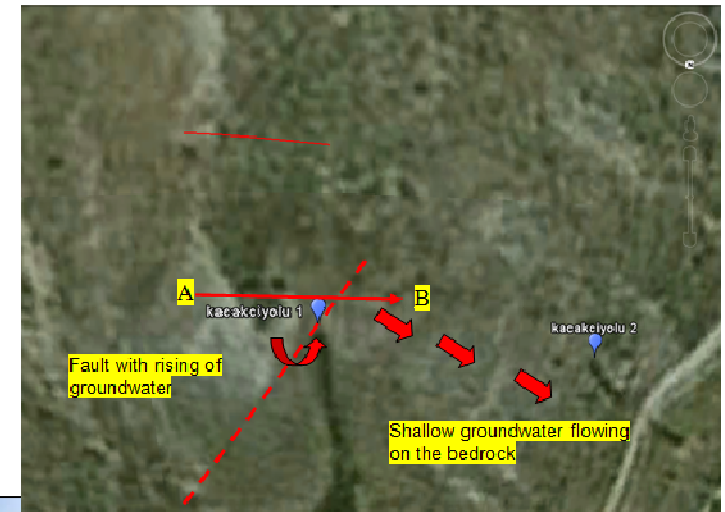 A
B
kacakciyolu 1
kacakciyolu 2
Fault with rising of
groundwater
Shallow groundwater flowing
on the bedrock